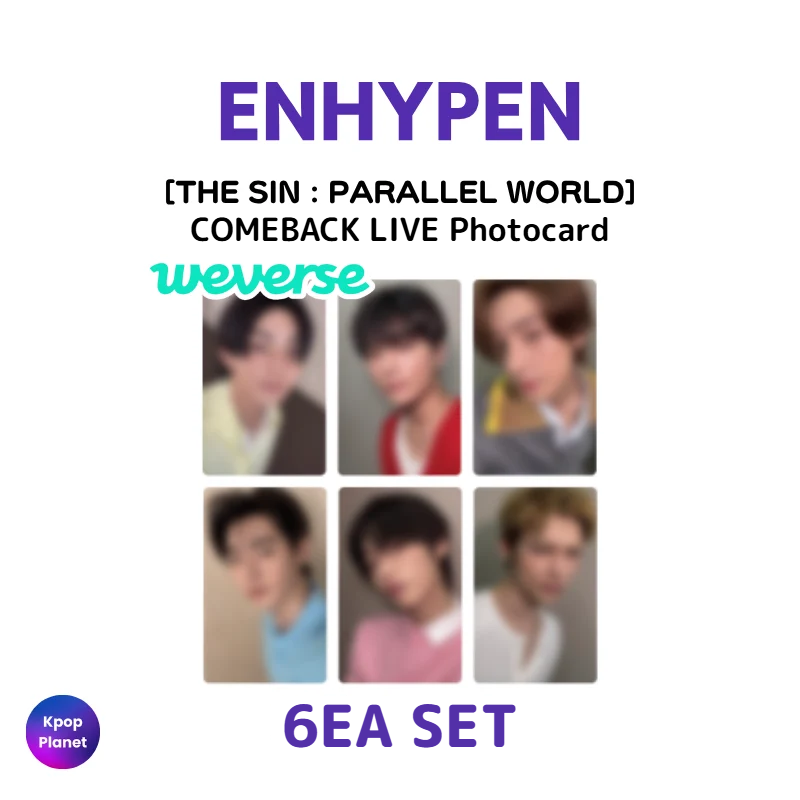 ENHYPEN
[THE SIN : PARALLEL WORLD]
COMEBACK LIVE Photocard
weverse
6EA SET
Kpop
Planet